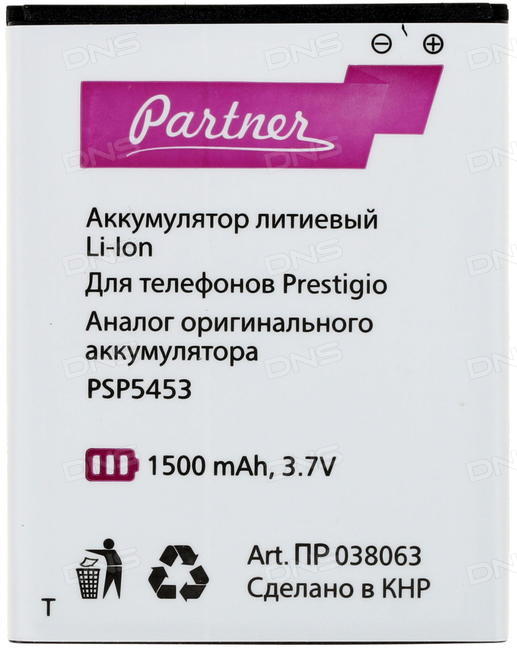 Partner
Аккумулятор литиевый
Li-Ion
Для телефонов Prestigio
Аналог оригинального
аккумулятора
PSP5453
1500 mAh, 3.7V
Art. ПР 038063
Сделано в КНР
T
DNS